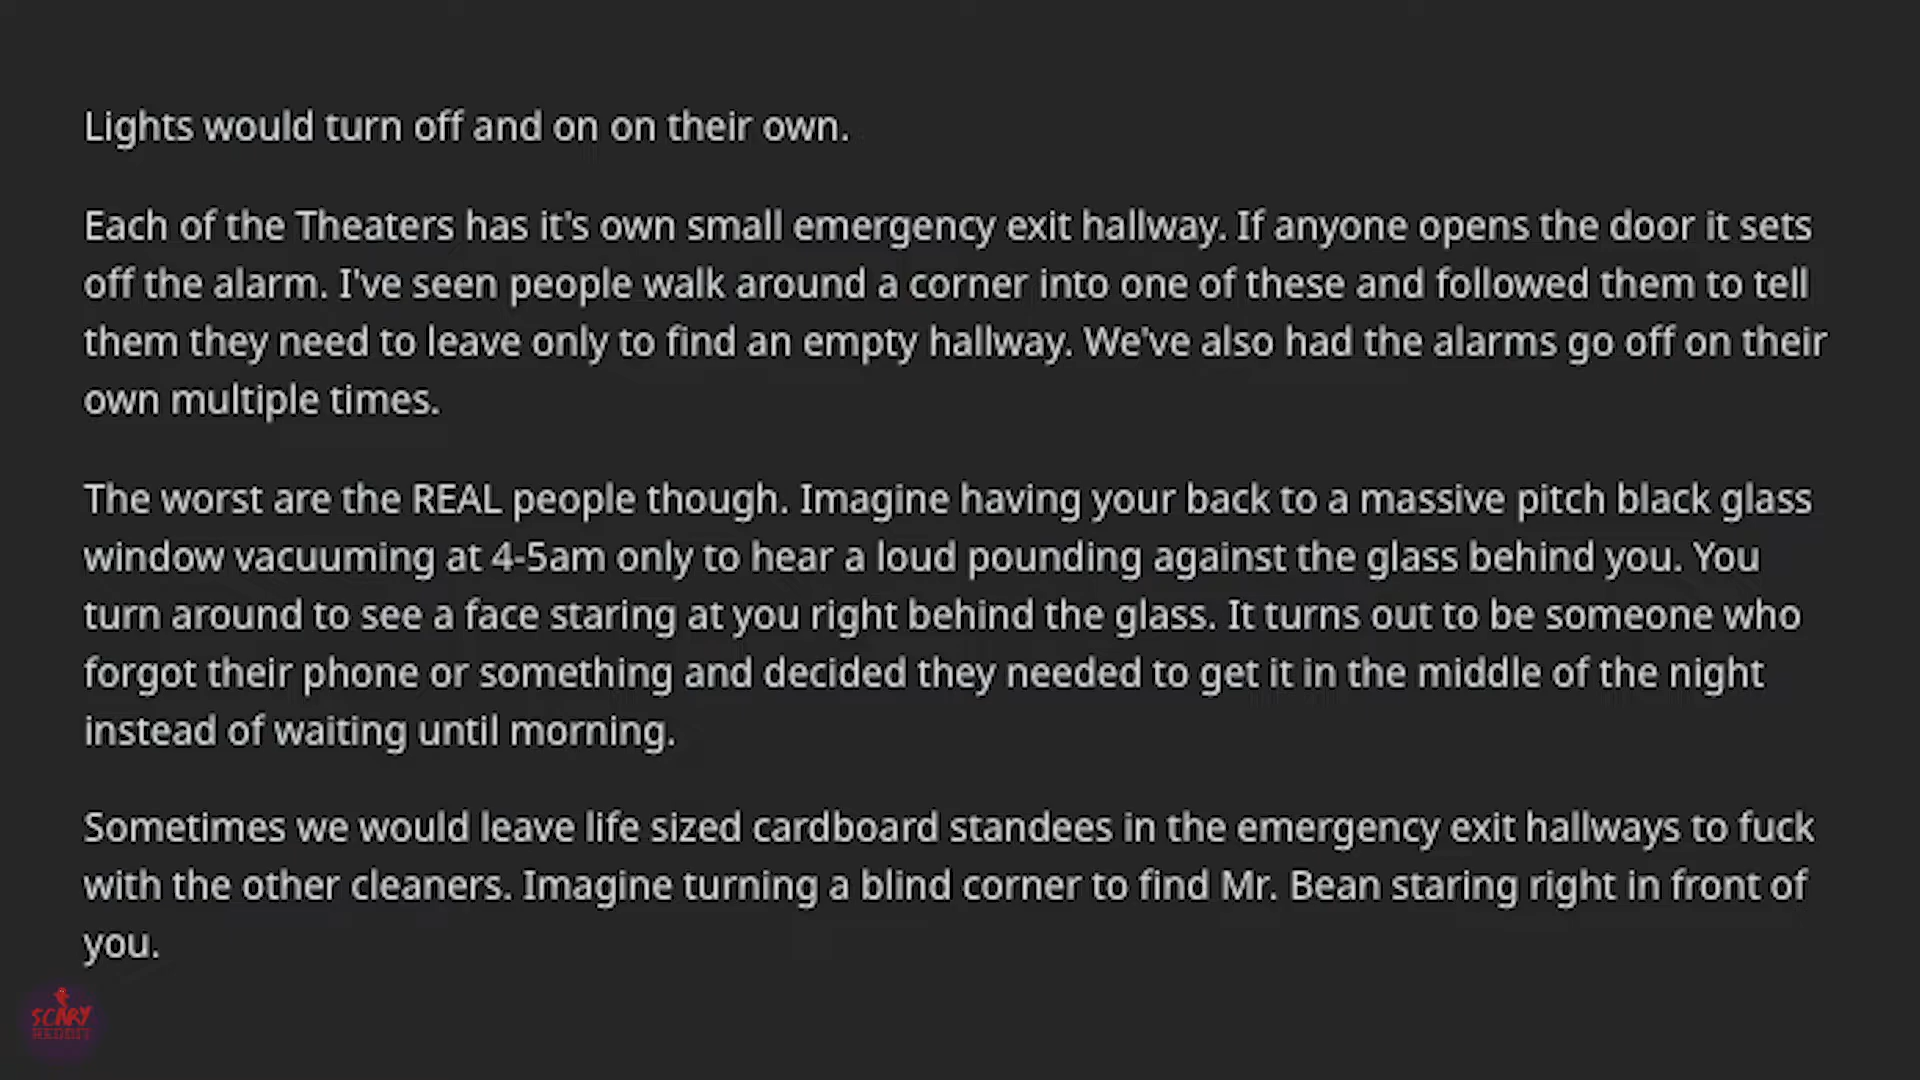 Lights would turn off and on on their own.
Each of the Theaters has it's own small emergency exit hallway. If anyone opens the door it sets
off the alarm. I've seen people walk around a corner into one of these and followed them to tell
them they need to leave only to find an empty hallway. We've also had the alarms go off on their
own multiple times.
The worst are the REAL people though. Imagine having your back to a massive pitch black glass
window vacuuming at 4-5am only to hear a loud pounding against the glass behind you. You
turn around to see a face staring at you right behind the glass. It turns out to be someone who
forgot their phone or something and decided they needed to get it in the middle of the night
instead of waiting until morning.
Sometimes we would leave life sized cardboard standees in the emergency exit hallways to fuck
with the other cleaners. Imagine turning a blind corner to find Mr. Bean staring right in front of
you.
SCARY
REDDIT